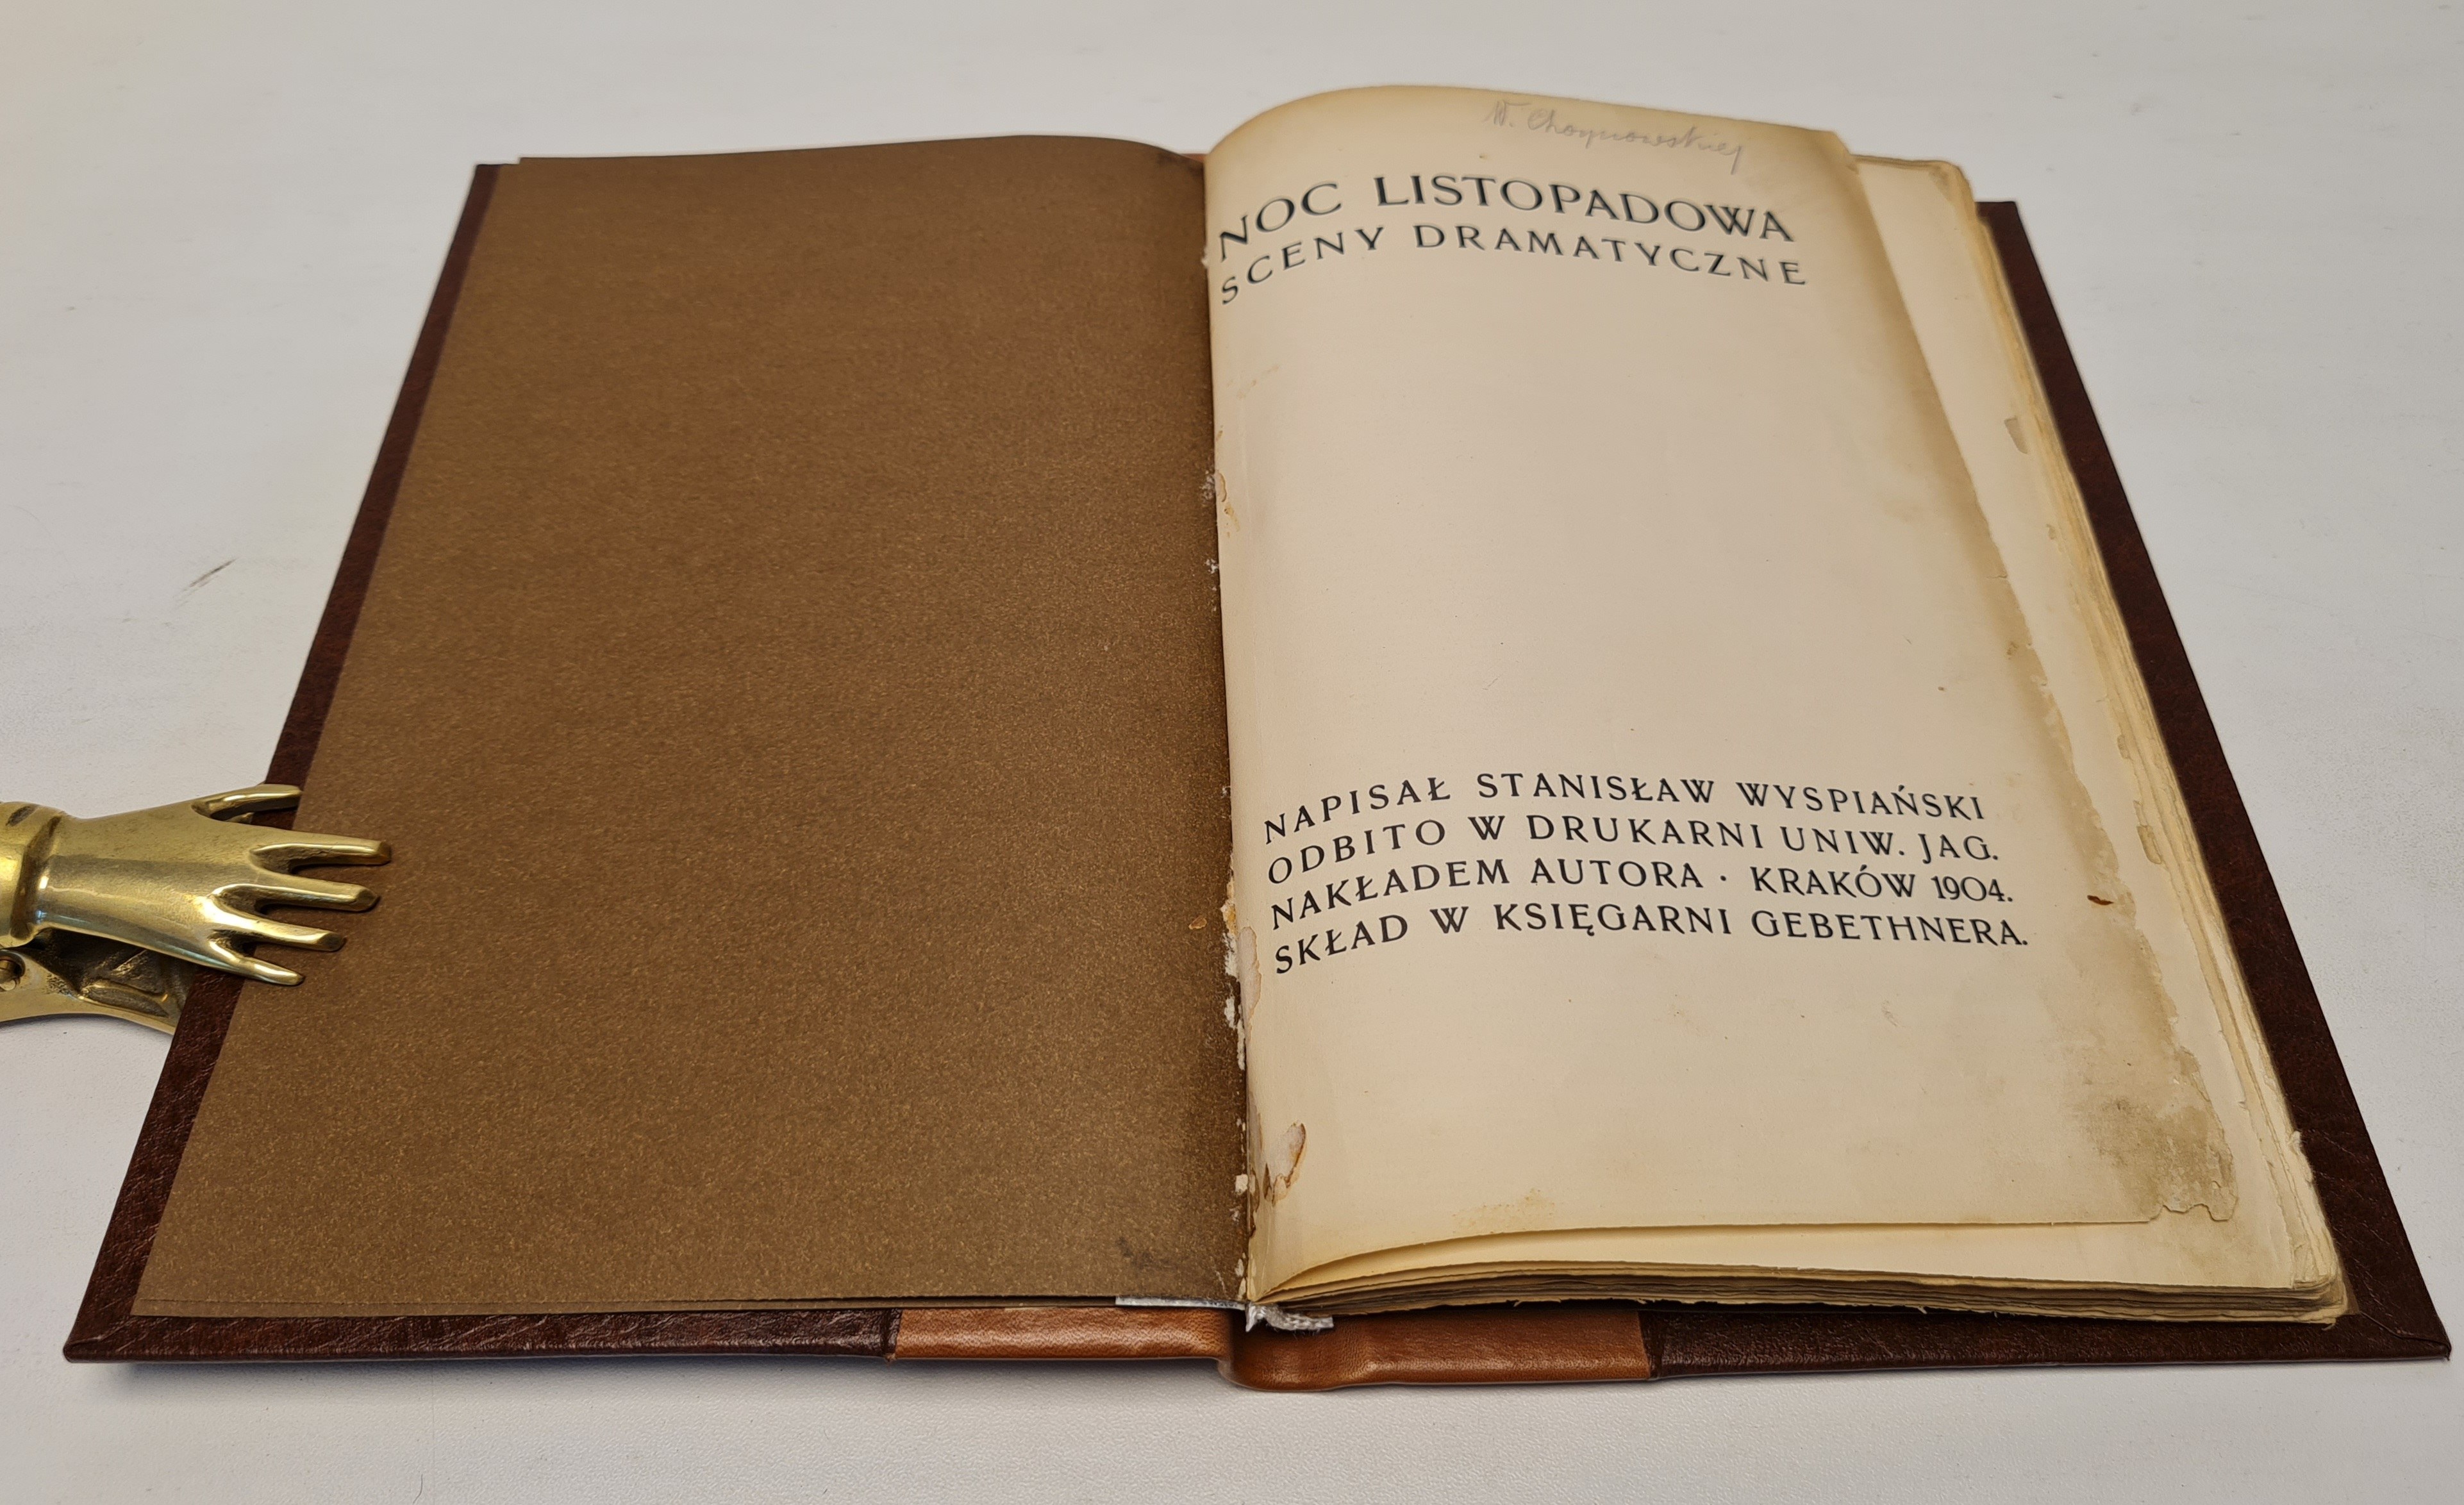 NOC LISTOPADOWA
SCENY DRAMATYCZNE
NAPISAŁ STANISŁAW WYSPIAŃSKI
ODBITO W DRUKARNI UNIW. JAG.
NAKŁADEM AUTORA · KRAKÓW 1904.
SKŁAD W KSIĘGARNI GEBETHNERA.